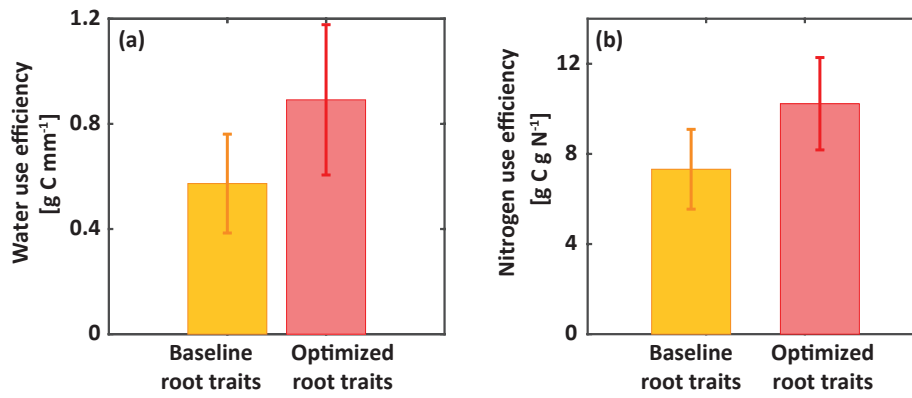 (a)
Water use efficiency
[g C mm⁻¹]
1.2
0.8
0.4
0
Baseline
root traits
Optimized
root traits
(b)
Nitrogen use efficiency
[g C g N⁻¹]
12
8
4
0
Baseline
root traits
Optimized
root traits